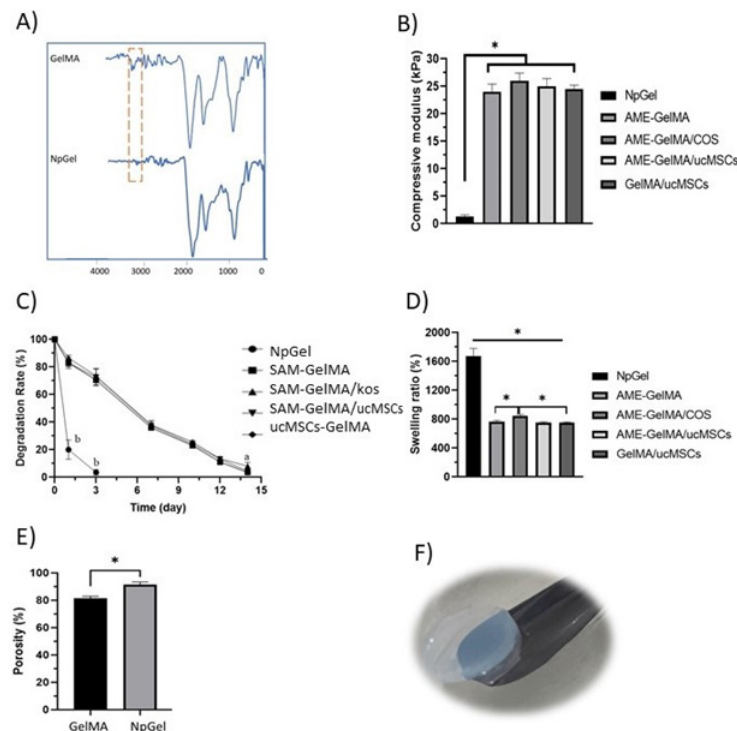 A)
GelMA
NpGel
4000 3000 2000 1000 0
B)
Compressive modulus (kPa)
30
25
20
15
10
5
0
*
NpGel
AME-GelMA
AME-GelMA/COS
AME-GelMA/ucMSCs
GelMA/ucMSCs
C)
Degradation Rate (%)
100
80
60
40
20
0
b
b
a
0 3 6 9 12 15
Time (day)
NpGel
SAM-GelMA
SAM-GelMA/kos
SAM-GelMA/ucMSCs
ucMSCs-GelMA
D)
Swelling ratio (%)
2000
1600
1200
800
400
0
*
* *
NpGel
AME-GelMA
AME-GelMA/COS
AME-GelMA/ucMSCs
GelMA/ucMSCs
E)
Porosity (%)
100
80
60
40
20
0
*
GelMA NpGel
F)